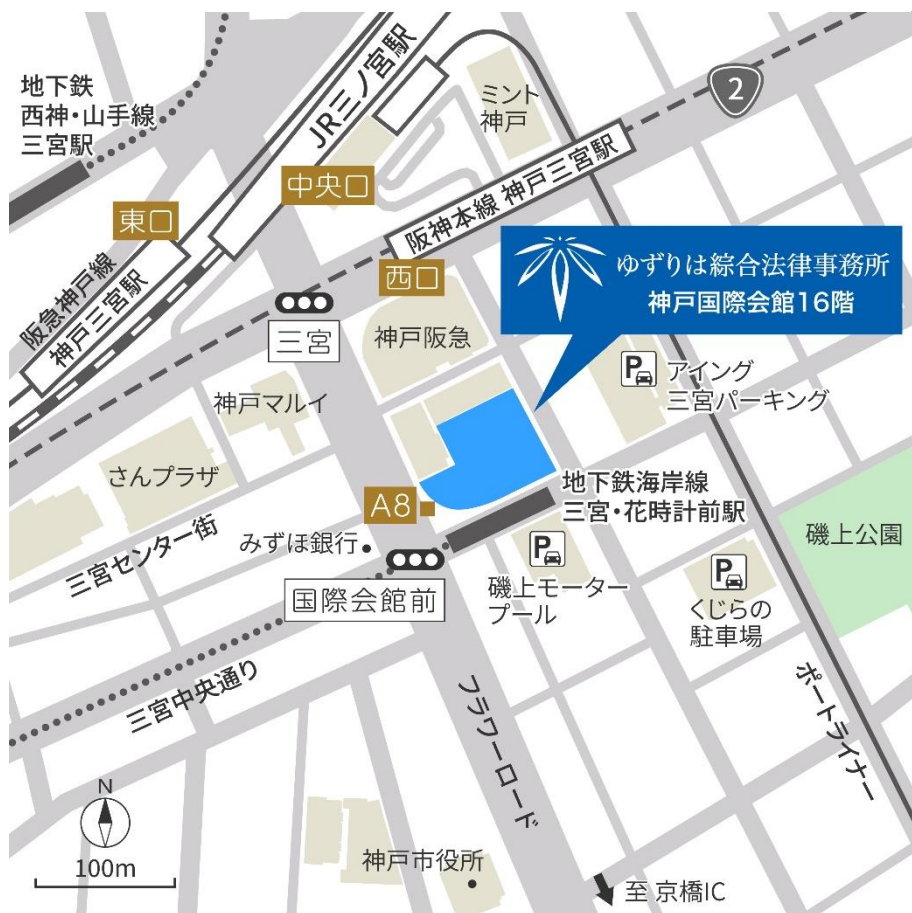 地下鉄
西神・山手線
三宮駅
JR三ノ宮駅
ミント
神戸
2
中央口
東口
阪神本線 神戸三宮駅
阪急神戸線
神戸三宮駅
西口
ゆずりは綜合法律事務所
神戸国際会館16階
三宮
神戸阪急
P
アイング
三宮パーキング
神戸マルイ
さんプラザ
A8
地下鉄海岸線
三宮・花時計前駅
三宮センター街
みずほ銀行
国際会館前
P
磯上モーター
プール
P
くじらの
駐車場
磯上公園
三宮中央通り
フラワーロード
ポートライナー
N
100m
神戸市役所
至 京橋IC